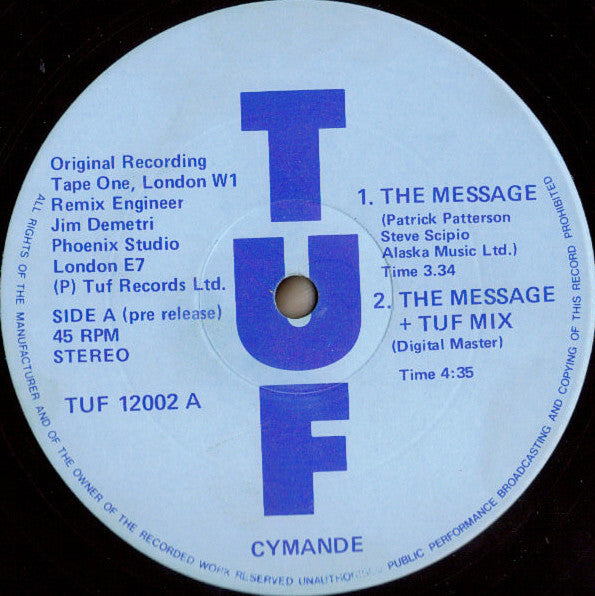 TUF
Original Recording
Tape One, London W1
Remix Engineer
Jim Demetri
Phoenix Studio
London E7
(P) Tuf Records Ltd.
SIDE A (pre release)
45 RPM
STEREO
TUF 12002 A
1. THE MESSAGE
(Patrick Patterson
Steve Scipio
Alaska Music Ltd.)
Time 3.34
2. THE MESSAGE
+ TUF MIX
(Digital Master)
Time 4:35
CYMANDE
ALL RIGHTS OF THE MANUFACTURER AND OF THE OWNER OF THE RECORDED WORK RESERVED UNAUTHORISED PUBLIC PERFORMANCE BROADCASTING AND COPYING OF THIS RECORD PROHIBITED